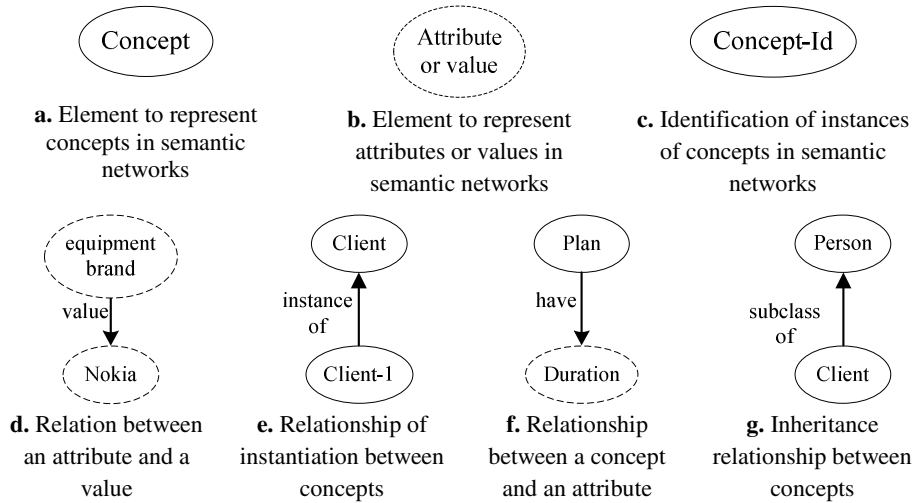 Concept
Attribute
or value
Concept-Id
a. Element to represent
concepts in semantic
networks
b. Element to represent
attributes or values in
semantic networks
c. Identification of instances
of concepts in semantic
networks
equipment
brand
value
Nokia
Client
instance
of
Client-1
Plan
have
Duration
Person
subclass
of
Client
d. Relation between
an attribute and a
value
e. Relationship of
instantiation between
concepts
f. Relationship
between a concept
and an attribute
g. Inheritance
relationship between
concepts